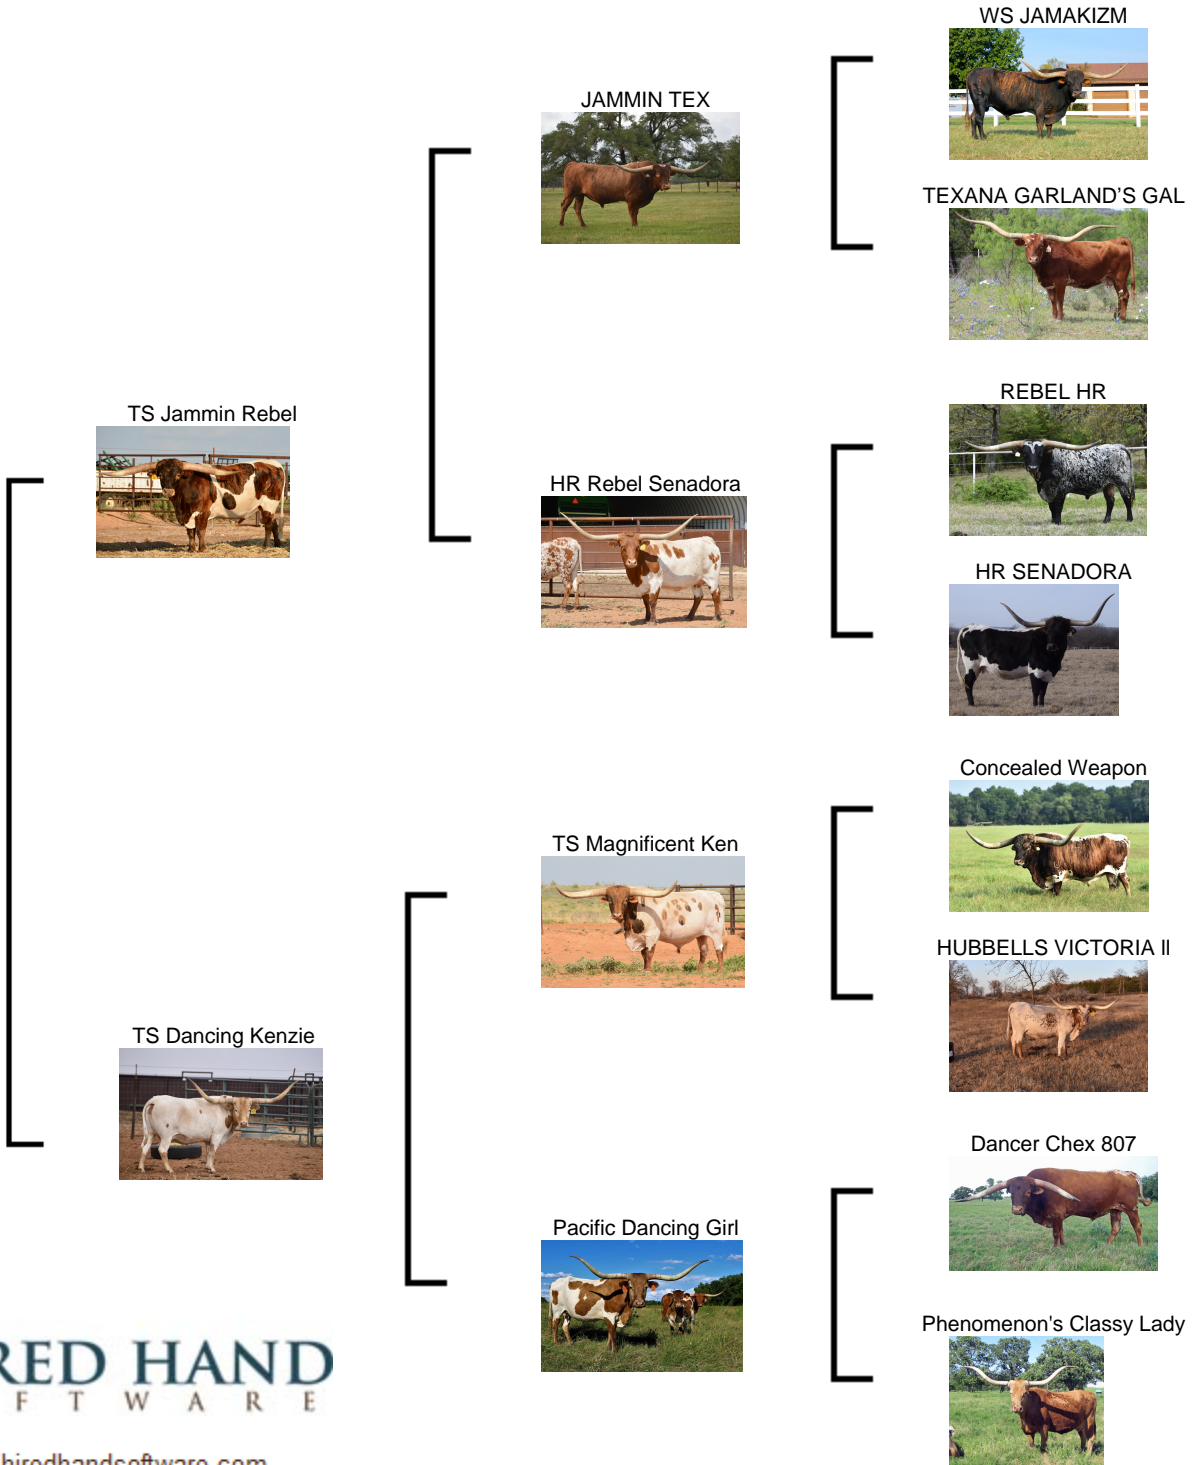 WS JAMAKIZM
JAMMIN TEX
TEXANA GARLAND'S GAL
REBEL HR
TS Jammin Rebel
HR Rebel Senadora
HR SENADORA
Concealed Weapon
TS Magnificent Ken
HUBBELLS VICTORIA II
TS Dancing Kenzie
Dancer Chex 807
Pacific Dancing Girl
Phenomenon's Classy Lady
RED HAND
F T W A R E
hiredhandsoftware.com